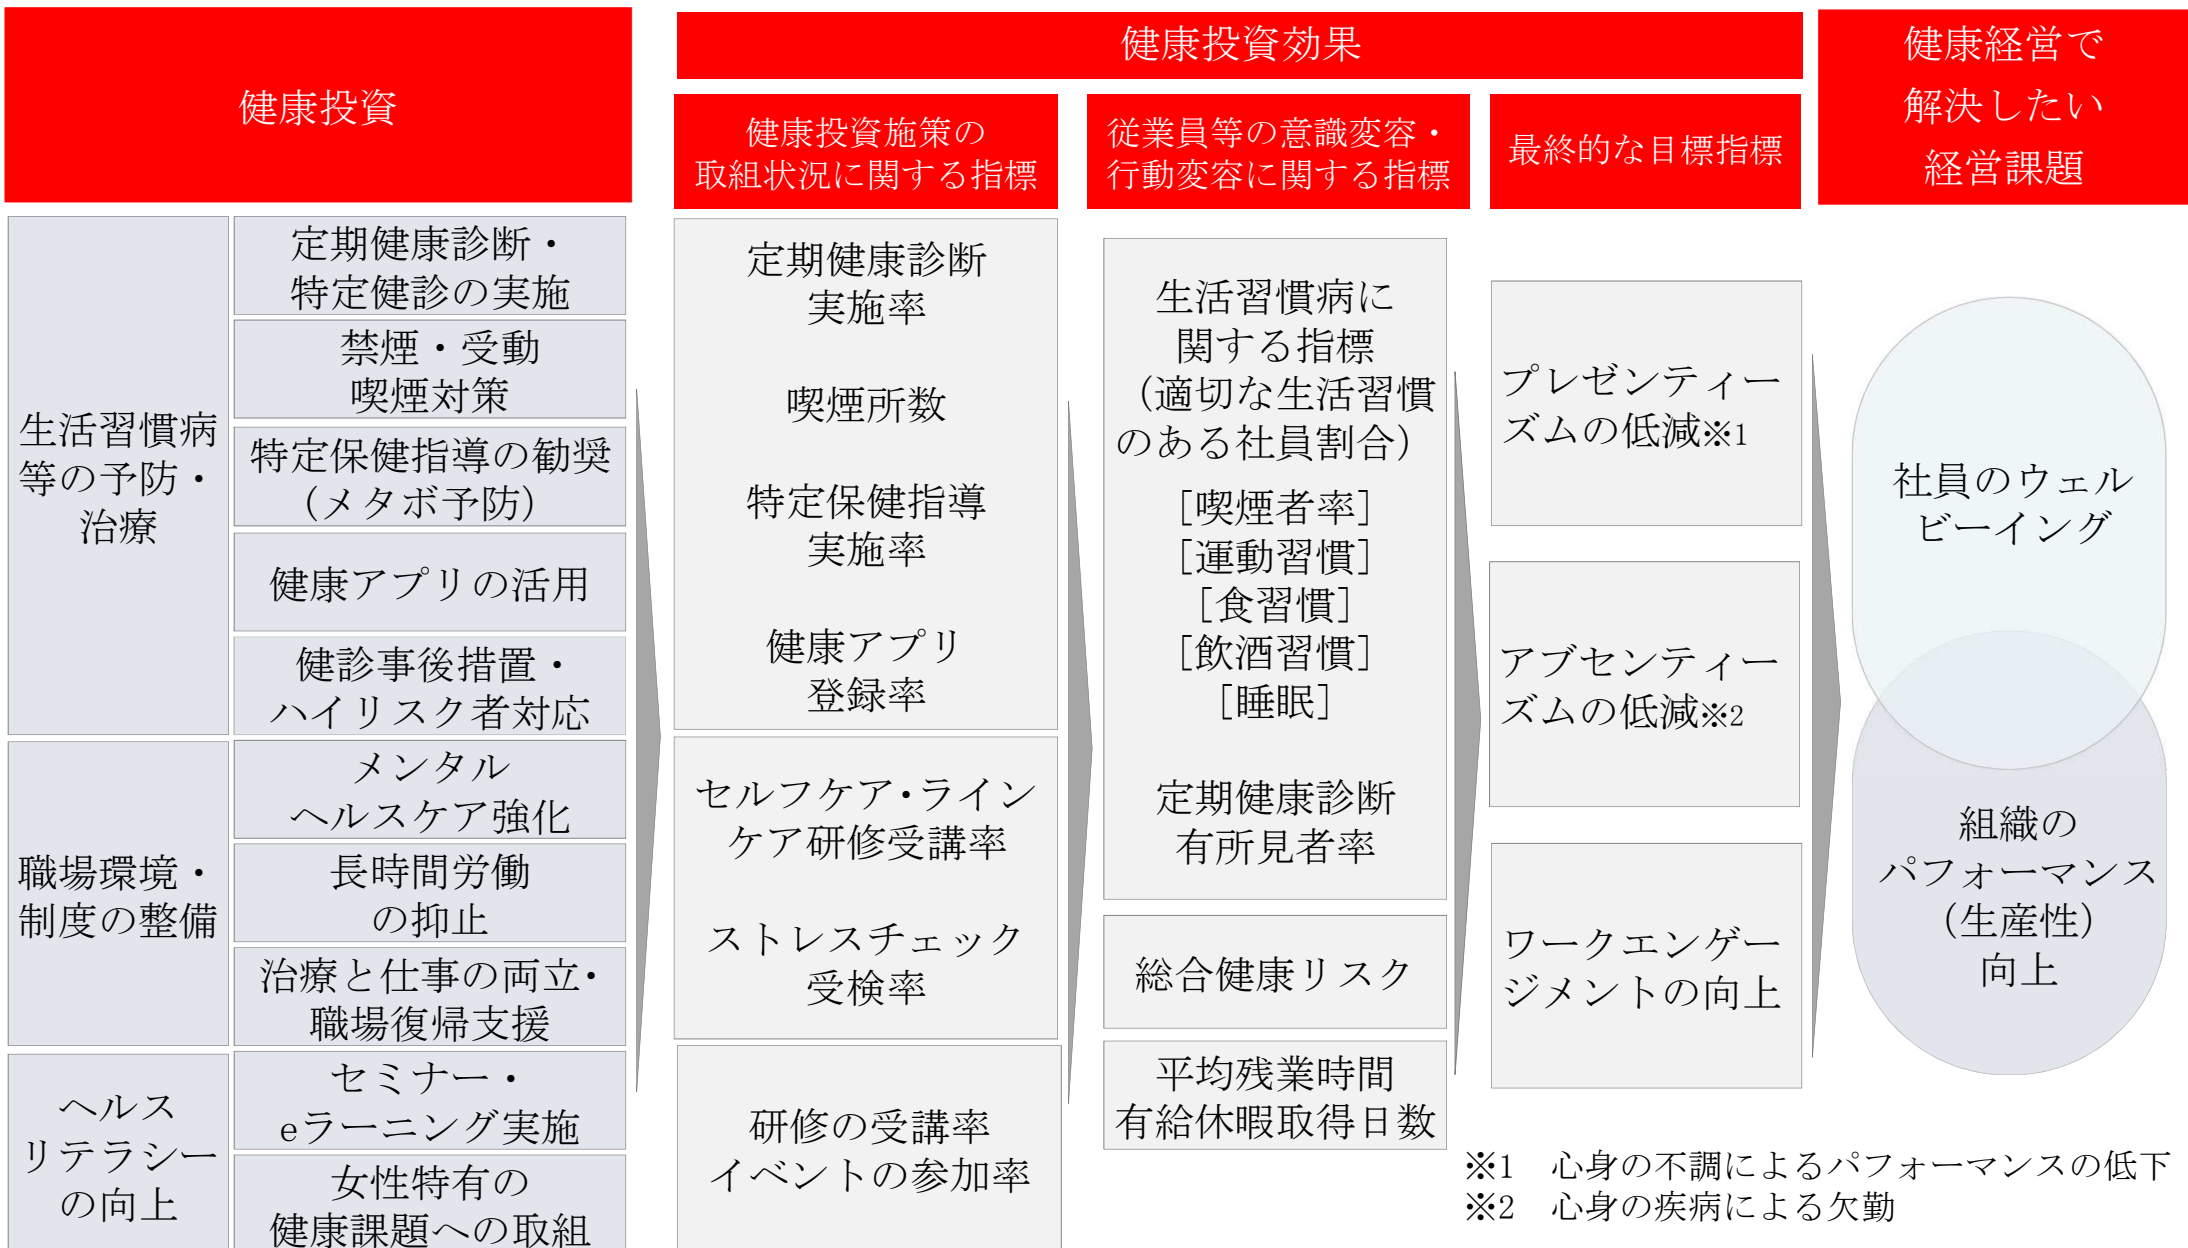 健康投資
健康投資効果
健康投資施策の
取組状況に関する指標
従業員等の意識変容・
行動変容に関する指標
最終的な目標指標
健康経営で
解決したい
経営課題
生活習慣病
等の予防・
治療
定期健康診断・
特定健診の実施
禁煙・受動
喫煙対策
特定保健指導の勧奨
（メタボ予防）
健康アプリの活用
健診事後措置・
ハイリスク者対応
職場環境・
制度の整備
メンタル
ヘルスケア強化
長時間労働
の抑止
治療と仕事の両立・
職場復帰支援
ヘルス
リテラシー
の向上
セミナー・
eラーニング実施
女性特有の
健康課題への取組
定期健康診断
実施率
喫煙所数
特定保健指導
実施率
健康アプリ
登録率
セルフケア・ライン
ケア研修受講率
ストレスチェック
受検率
研修の受講率
イベントの参加率
生活習慣病に
関する指標
（適切な生活習慣
のある社員割合）
［喫煙者率］
［運動習慣］
［食習慣］
［飲酒習慣］
［睡眠］
定期健康診断
有所見者率
総合健康リスク
平均残業時間
有給休暇取得日数
プレゼンティー
ズムの低減※1
アブセンティー
ズムの低減※2
ワークエンゲー
ジメントの向上
社員のウェル
ビーイング
組織の
パフォーマンス
（生産性）
向上
※1　心身の不調によるパフォーマンスの低下
※2　心身の疾病による欠勤